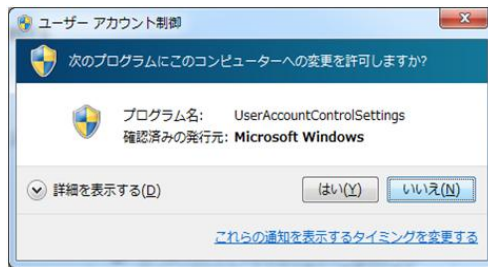 ユーザー アカウント制御
次のプログラムにこのコンピューターへの変更を許可しますか?
プログラム名: UserAccountControlSettings
確認済みの発行元: Microsoft Windows
詳細を表示する(D)
はい(Y)
いいえ(N)
これらの通知を表示するタイミングを変更する